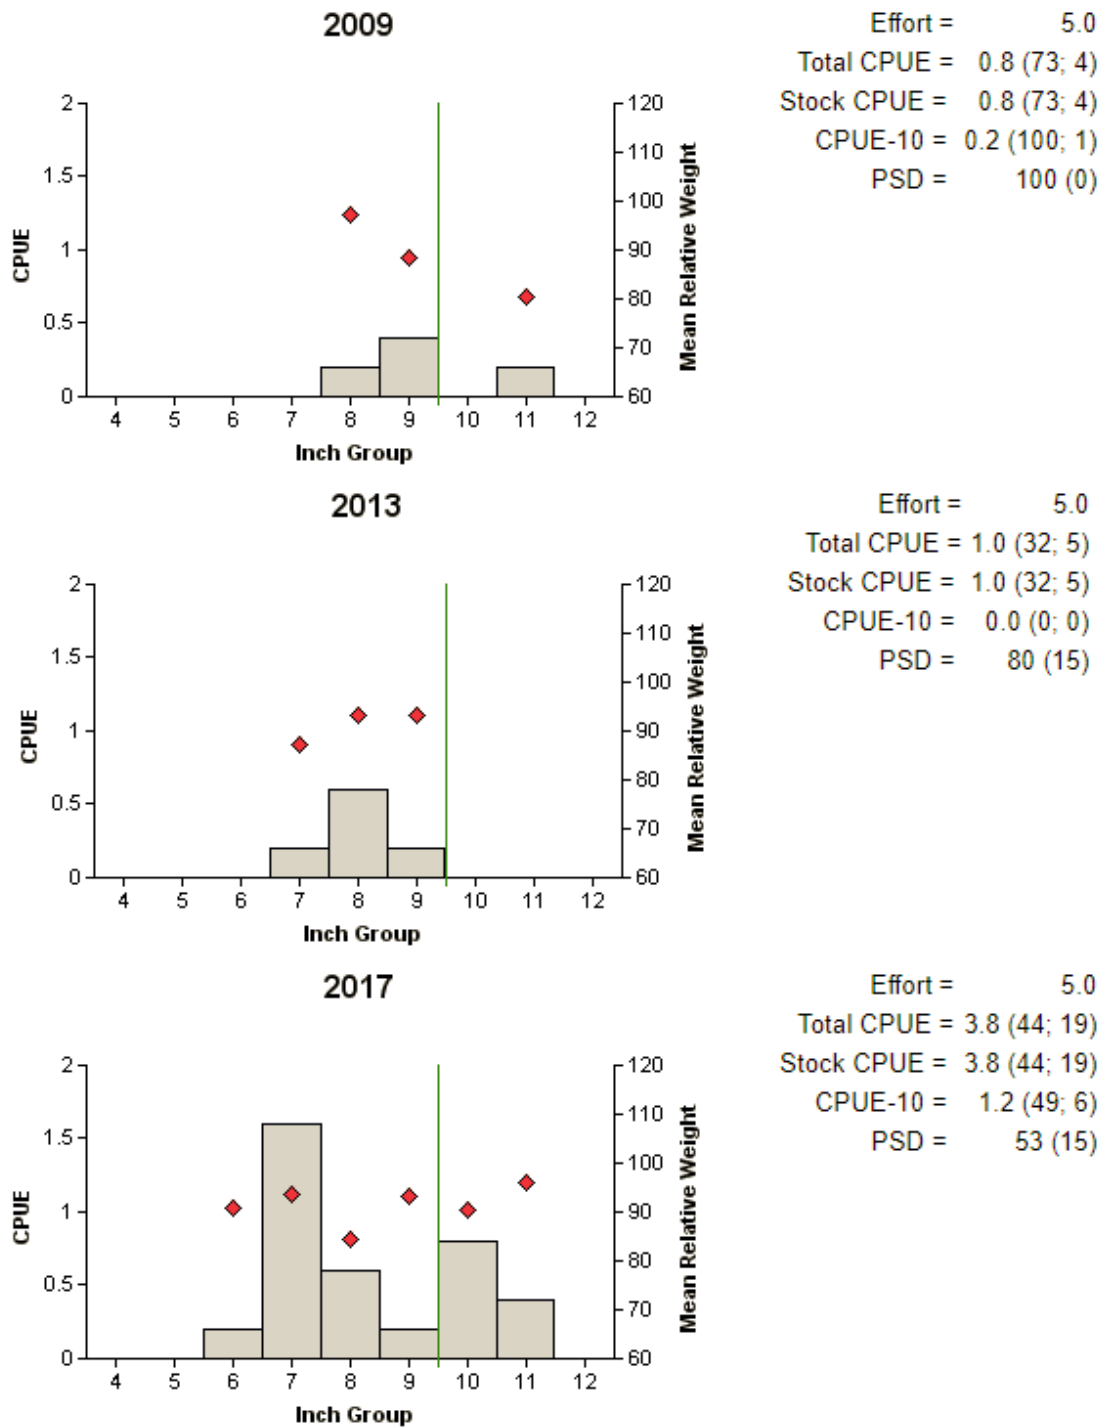 2009
Effort = 5.0
Total CPUE = 0.8 (73; 4)
Stock CPUE = 0.8 (73; 4)
CPUE-10 = 0.2 (100; 1)
PSD = 100 (0)
CPUE
2
1.5
1
0.5
0
120
110
100
90
80
70
60
Mean Relative Weight
4 5 6 7 8 9 10 11 12
Inch Group
2013
Effort = 5.0
Total CPUE = 1.0 (32; 5)
Stock CPUE = 1.0 (32; 5)
CPUE-10 = 0.0 (0; 0)
PSD = 80 (15)
CPUE
2
1.5
1
0.5
0
120
110
100
90
80
70
60
Mean Relative Weight
4 5 6 7 8 9 10 11 12
Inch Group
2017
Effort = 5.0
Total CPUE = 3.8 (44; 19)
Stock CPUE = 3.8 (44; 19)
CPUE-10 = 1.2 (49; 6)
PSD = 53 (15)
CPUE
2
1.5
1
0.5
0
120
110
100
90
80
70
60
Mean Relative Weight
4 5 6 7 8 9 10 11 12
Inch Group